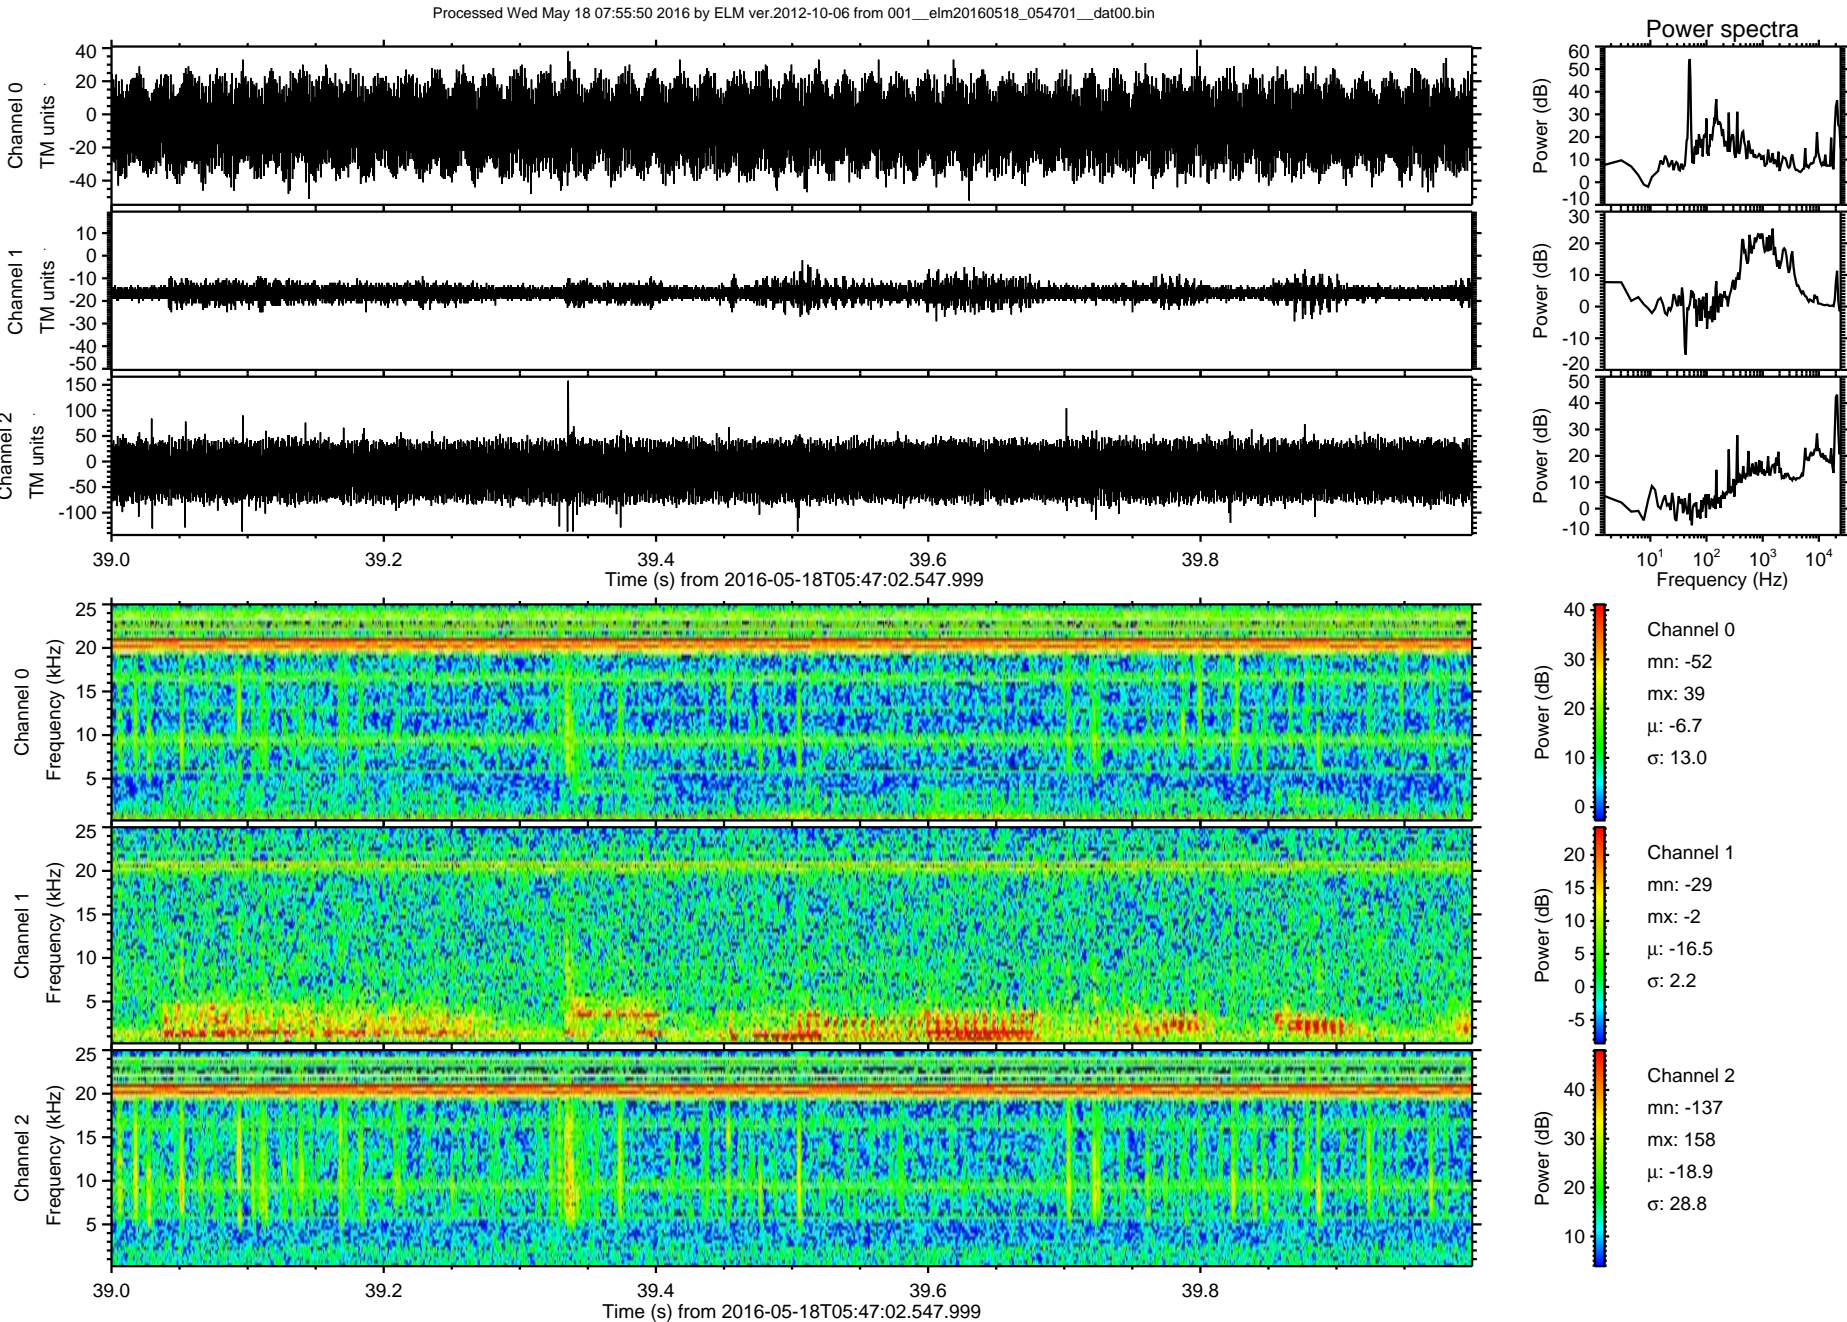 Processed Wed May 18 07:55:50 2016 by ELM ver.2012-10-06 from 001__elm20160518_054701__dat00.bin
Power spectra
Channel 0
TM units
40
20
0
-20
-40
Power (dB)
60
50
40
30
20
10
0
-10
Channel 1
TM units
10
0
-10
-20
-30
-40
-50
Power (dB)
30
20
10
0
-10
-20
Channel 2
TM units
150
100
50
0
-50
-100
Power (dB)
50
40
30
20
10
0
-10
39.0 39.2 39.4 39.6 39.8
Time (s) from 2016-05-18T05:47:02.547.999
10^1 10^2 10^3 10^4
Frequency (Hz)
Channel 0
Frequency (kHz)
25
20
15
10
5
Power (dB)
40
30
20
10
0
Channel 0
mn: -52
mx: 39
μ: -6.7
σ: 13.0
Channel 1
Frequency (kHz)
25
20
15
10
5
Power (dB)
20
15
10
5
0
-5
Channel 1
mn: -29
mx: -2
μ: -16.5
σ: 2.2
Channel 2
Frequency (kHz)
25
20
15
10
5
Power (dB)
40
30
20
10
Channel 2
mn: -137
mx: 158
μ: -18.9
σ: 28.8
39.0 39.2 39.4 39.6 39.8
Time (s) from 2016-05-18T05:47:02.547.999